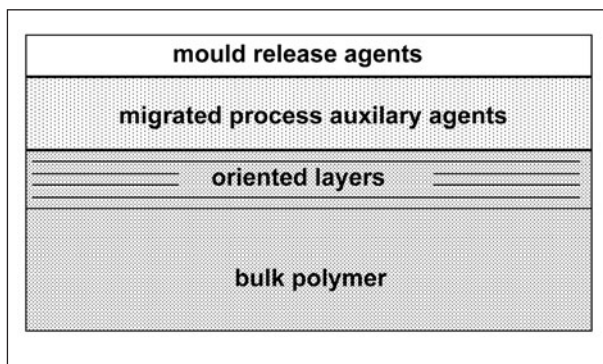 mould release agents
migrated process auxilary agents
oriented layers
bulk polymer